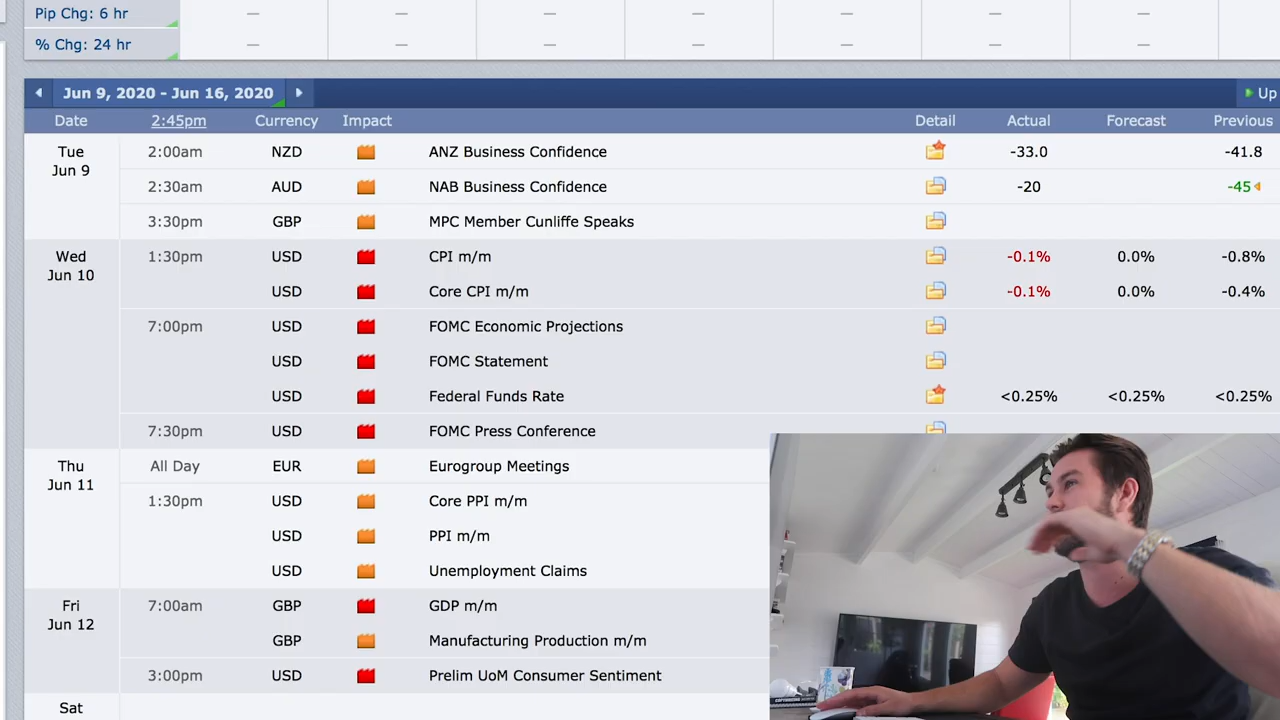 Pip Chg: 6 hr — — — — — — —
% Chg: 24 hr — — — — — — —
Jun 9, 2020 - Jun 16, 2020 Up
Date 2:45pm Currency Impact Detail Actual Forecast Previous
Tue Jun 9 2:00am NZD ANZ Business Confidence -33.0 -41.8
2:30am AUD NAB Business Confidence -20 -45
3:30pm GBP MPC Member Cunliffe Speaks
Wed Jun 10 1:30pm USD CPI m/m -0.1% 0.0% -0.8%
USD Core CPI m/m -0.1% 0.0% -0.4%
7:00pm USD FOMC Economic Projections
USD FOMC Statement
USD Federal Funds Rate <0.25% <0.25% <0.25%
7:30pm USD FOMC Press Conference
Thu Jun 11 All Day EUR Eurogroup Meetings
1:30pm USD Core PPI m/m
USD PPI m/m
USD Unemployment Claims
Fri Jun 12 7:00am GBP GDP m/m
GBP Manufacturing Production m/m
3:00pm USD Prelim UoM Consumer Sentiment
Sat